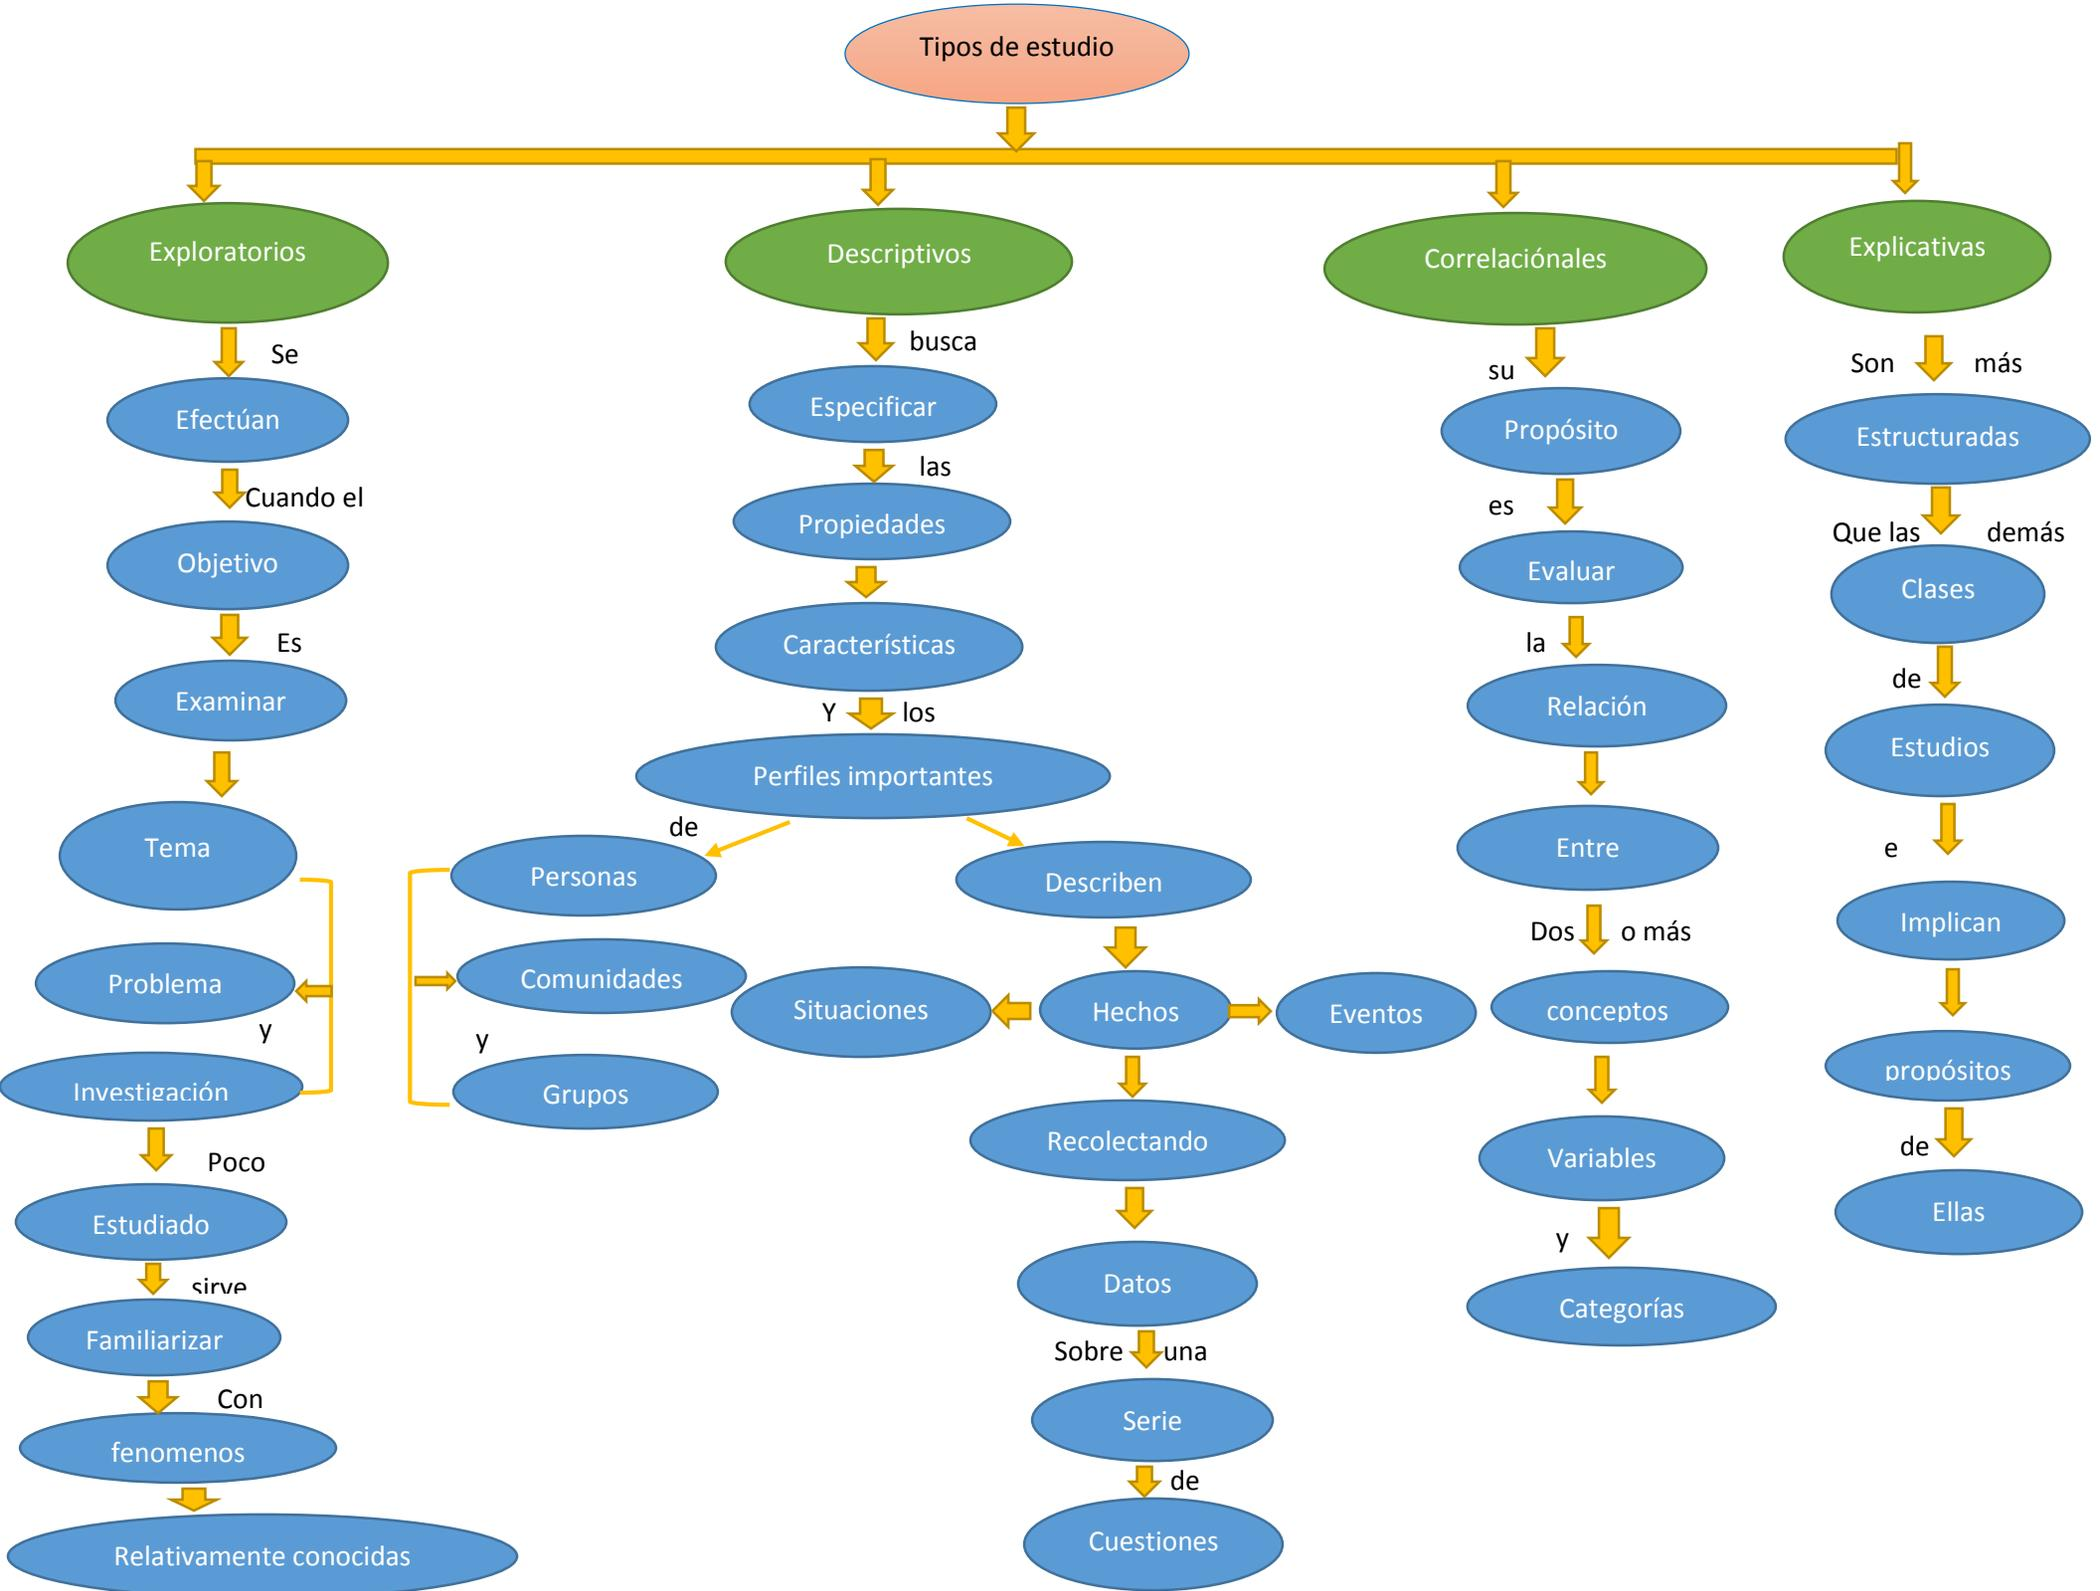 Tipos de estudio
Exploratorios
Se
Efectúan
Cuando el
Objetivo
Es
Examinar
Tema
Problema
y
Investigación
Poco
Estudiado
sirve
Familiarizar
Con
fenomenos
Relativamente conocidas
Descriptivos
busca
Especificar
las
Propiedades
Características
Y los
Perfiles importantes
de
Personas
Comunidades
y
Grupos
Describen
Situaciones
Hechos
Eventos
Recolectando
Datos
Sobre una
Serie
de
Cuestiones
Correlaciónales
su
Propósito
es
Evaluar
la
Relación
Entre
Dos o más
conceptos
Variables
y
Categorías
Explicativas
Son más
Estructuradas
Que las demás
Clases
de
Estudios
e
Implican
propósitos
de
Ellas